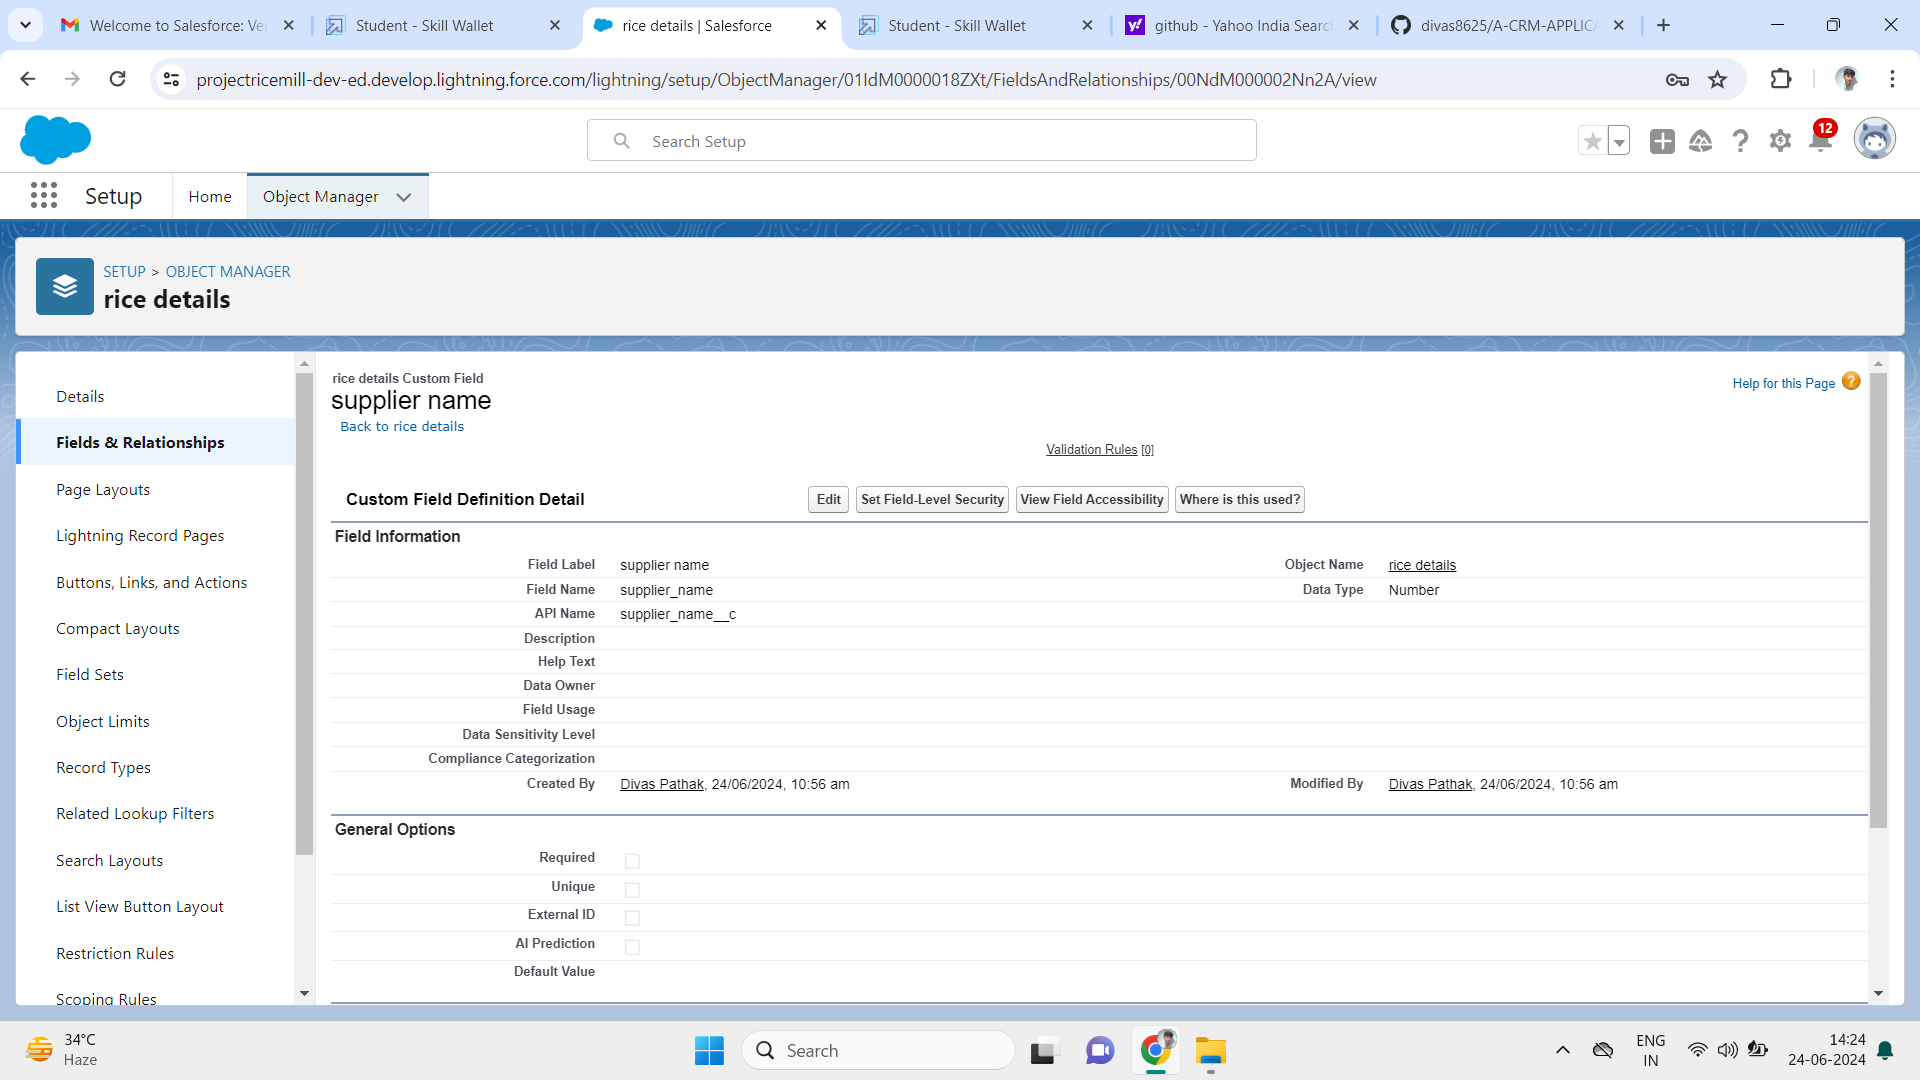 Welcome to Salesforce: Ve
Student - Skill Wallet
rice details | Salesforce
Student - Skill Wallet
github - Yahoo India Searc
divas8625/A-CRM-APPLICA
projectricemill-dev-ed.develop.lightning.force.com/lightning/setup/ObjectManager/01IdM0000018ZXt/FieldsAndRelationships/00NdM000002Nn2A/view
Search Setup
12
Setup
Home
Object Manager
SETUP > OBJECT MANAGER
rice details
Details
Fields & Relationships
Page Layouts
Lightning Record Pages
Buttons, Links, and Actions
Compact Layouts
Field Sets
Object Limits
Record Types
Related Lookup Filters
Search Layouts
List View Button Layout
Restriction Rules
Scoping Rules
rice details Custom Field
supplier name
Back to rice details
Help for this Page
Validation Rules [0]
Custom Field Definition Detail
Edit
Set Field-Level Security
View Field Accessibility
Where is this used?
Field Information
Field Label supplier name Object Name rice details
Field Name supplier_name Data Type Number
API Name supplier_name__c
Description
Help Text
Data Owner
Field Usage
Data Sensitivity Level
Compliance Categorization
Created By Divas Pathak, 24/06/2024, 10:56 am Modified By Divas Pathak, 24/06/2024, 10:56 am
General Options
Required
Unique
External ID
AI Prediction
Default Value
34°C
Haze
Search
ENG
IN
14:24
24-06-2024